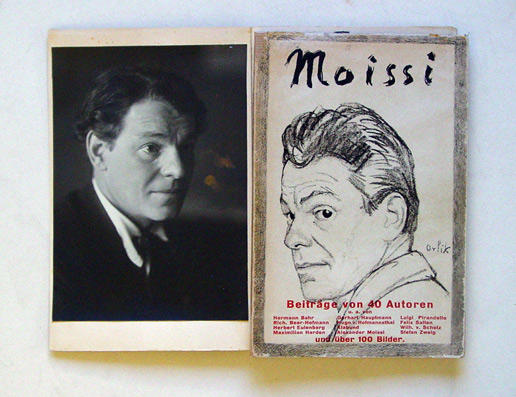 Moissi
Orlik
Beiträge von 40 Autoren
u. a. von
Hermann Bahr Gerhart Hauptmann Luigi Pirandello
Rich. Beer-Hofmann Hugo v. Hofmannsthal Felix Salten
Herbert Eulenberg Klabund Wilh. v. Scholz
Maximilian Harden Alexander Moissi Stefan Zweig
und über 100 Bilder.